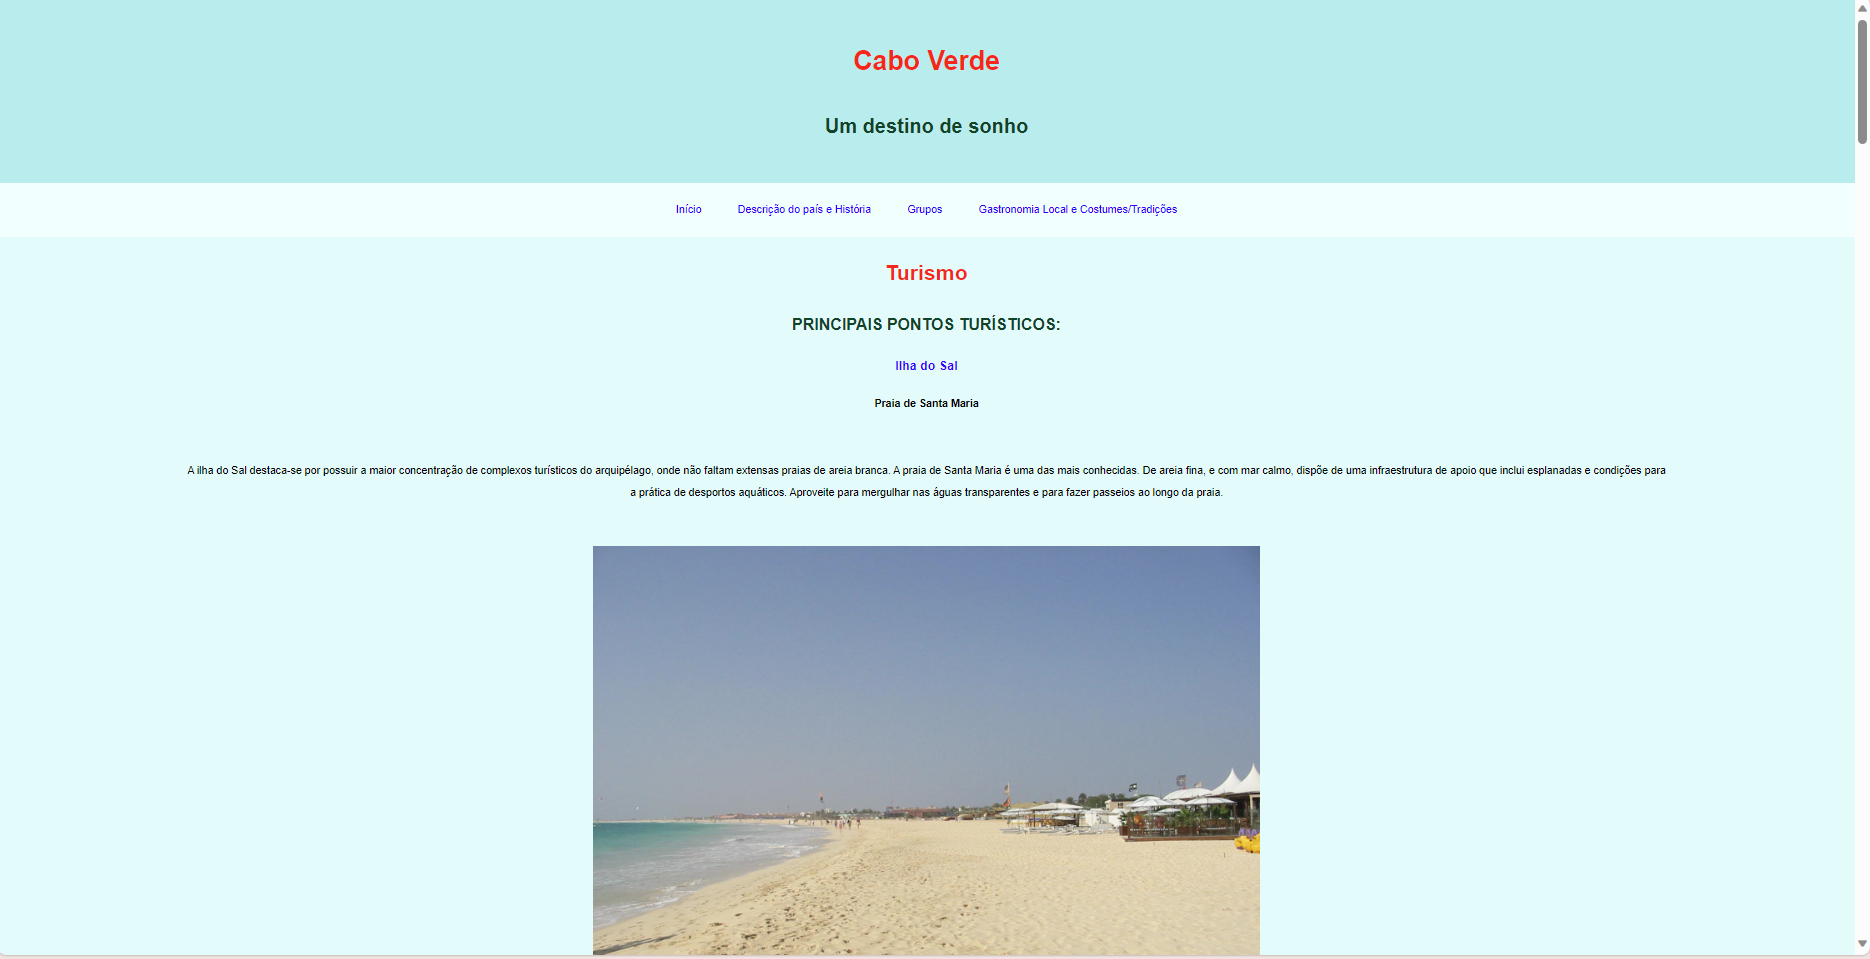 Cabo Verde
Um destino de sonho
Início Descrição do país e História Grupos Gastronomia Local e Costumes/Tradições
Turismo
PRINCIPAIS PONTOS TURÍSTICOS:
Ilha do Sal
Praia de Santa Maria
A ilha do Sal destaca-se por possuir a maior concentração de complexos turísticos do arquipélago, onde não faltam extensas praias de areia branca. A praia de Santa Maria é uma das mais conhecidas. De areia fina, e com mar calmo, dispõe de uma infraestrutura de apoio que inclui esplanadas e condições para
a prática de desportos aquáticos. Aproveite para mergulhar nas águas transparentes e para fazer passeios ao longo da praia.